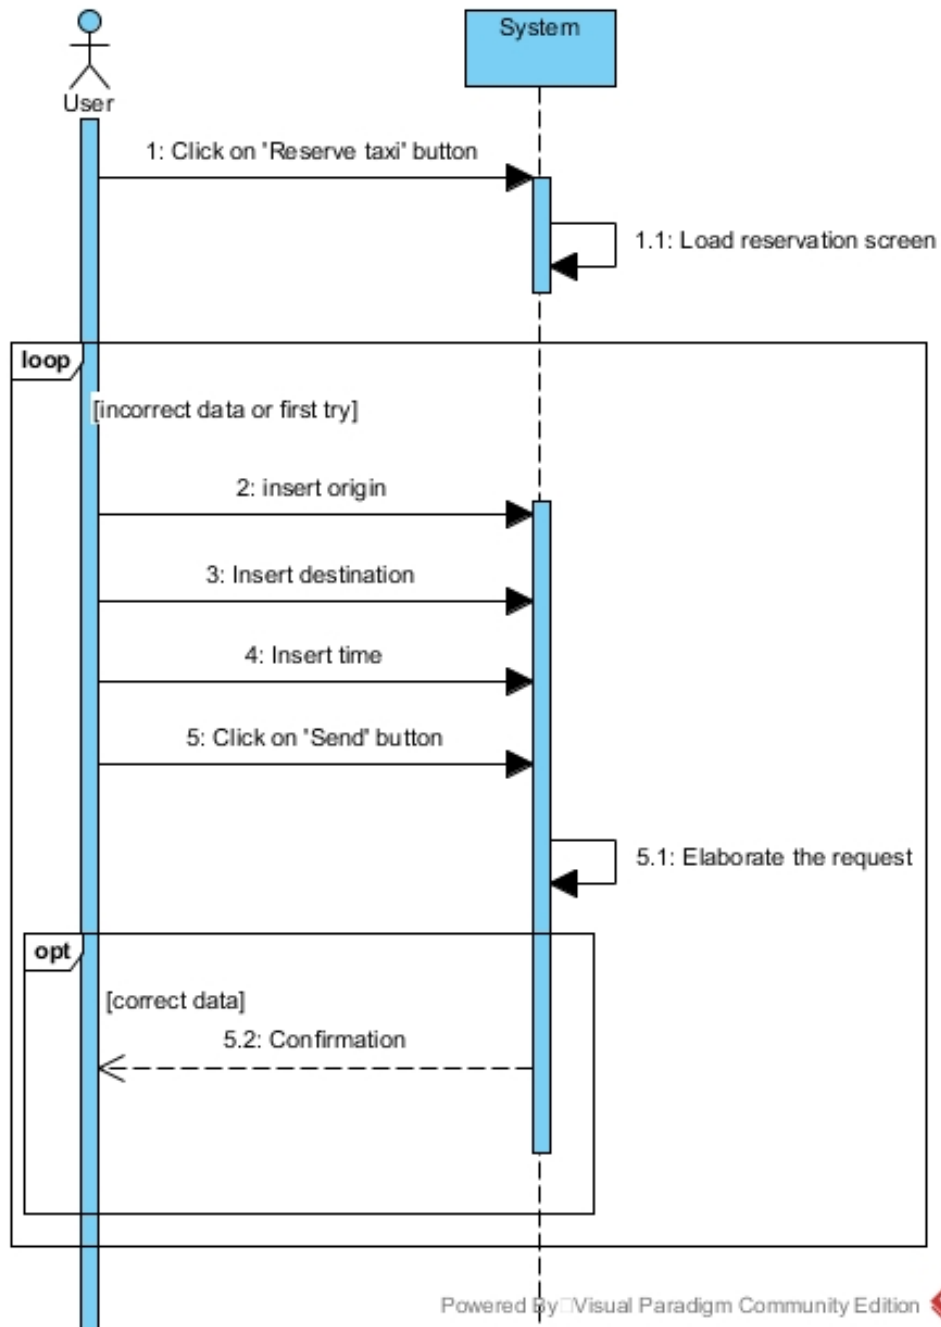 System
User
1: Click on 'Reserve taxi' button
1.1: Load reservation screen
loop
[incorrect data or first try]
2: insert origin
3: Insert destination
4: Insert time
5: Click on 'Send' button
5.1: Elaborate the request
opt
[correct data]
5.2: Confirmation
Powered By Visual Paradigm Community Edition